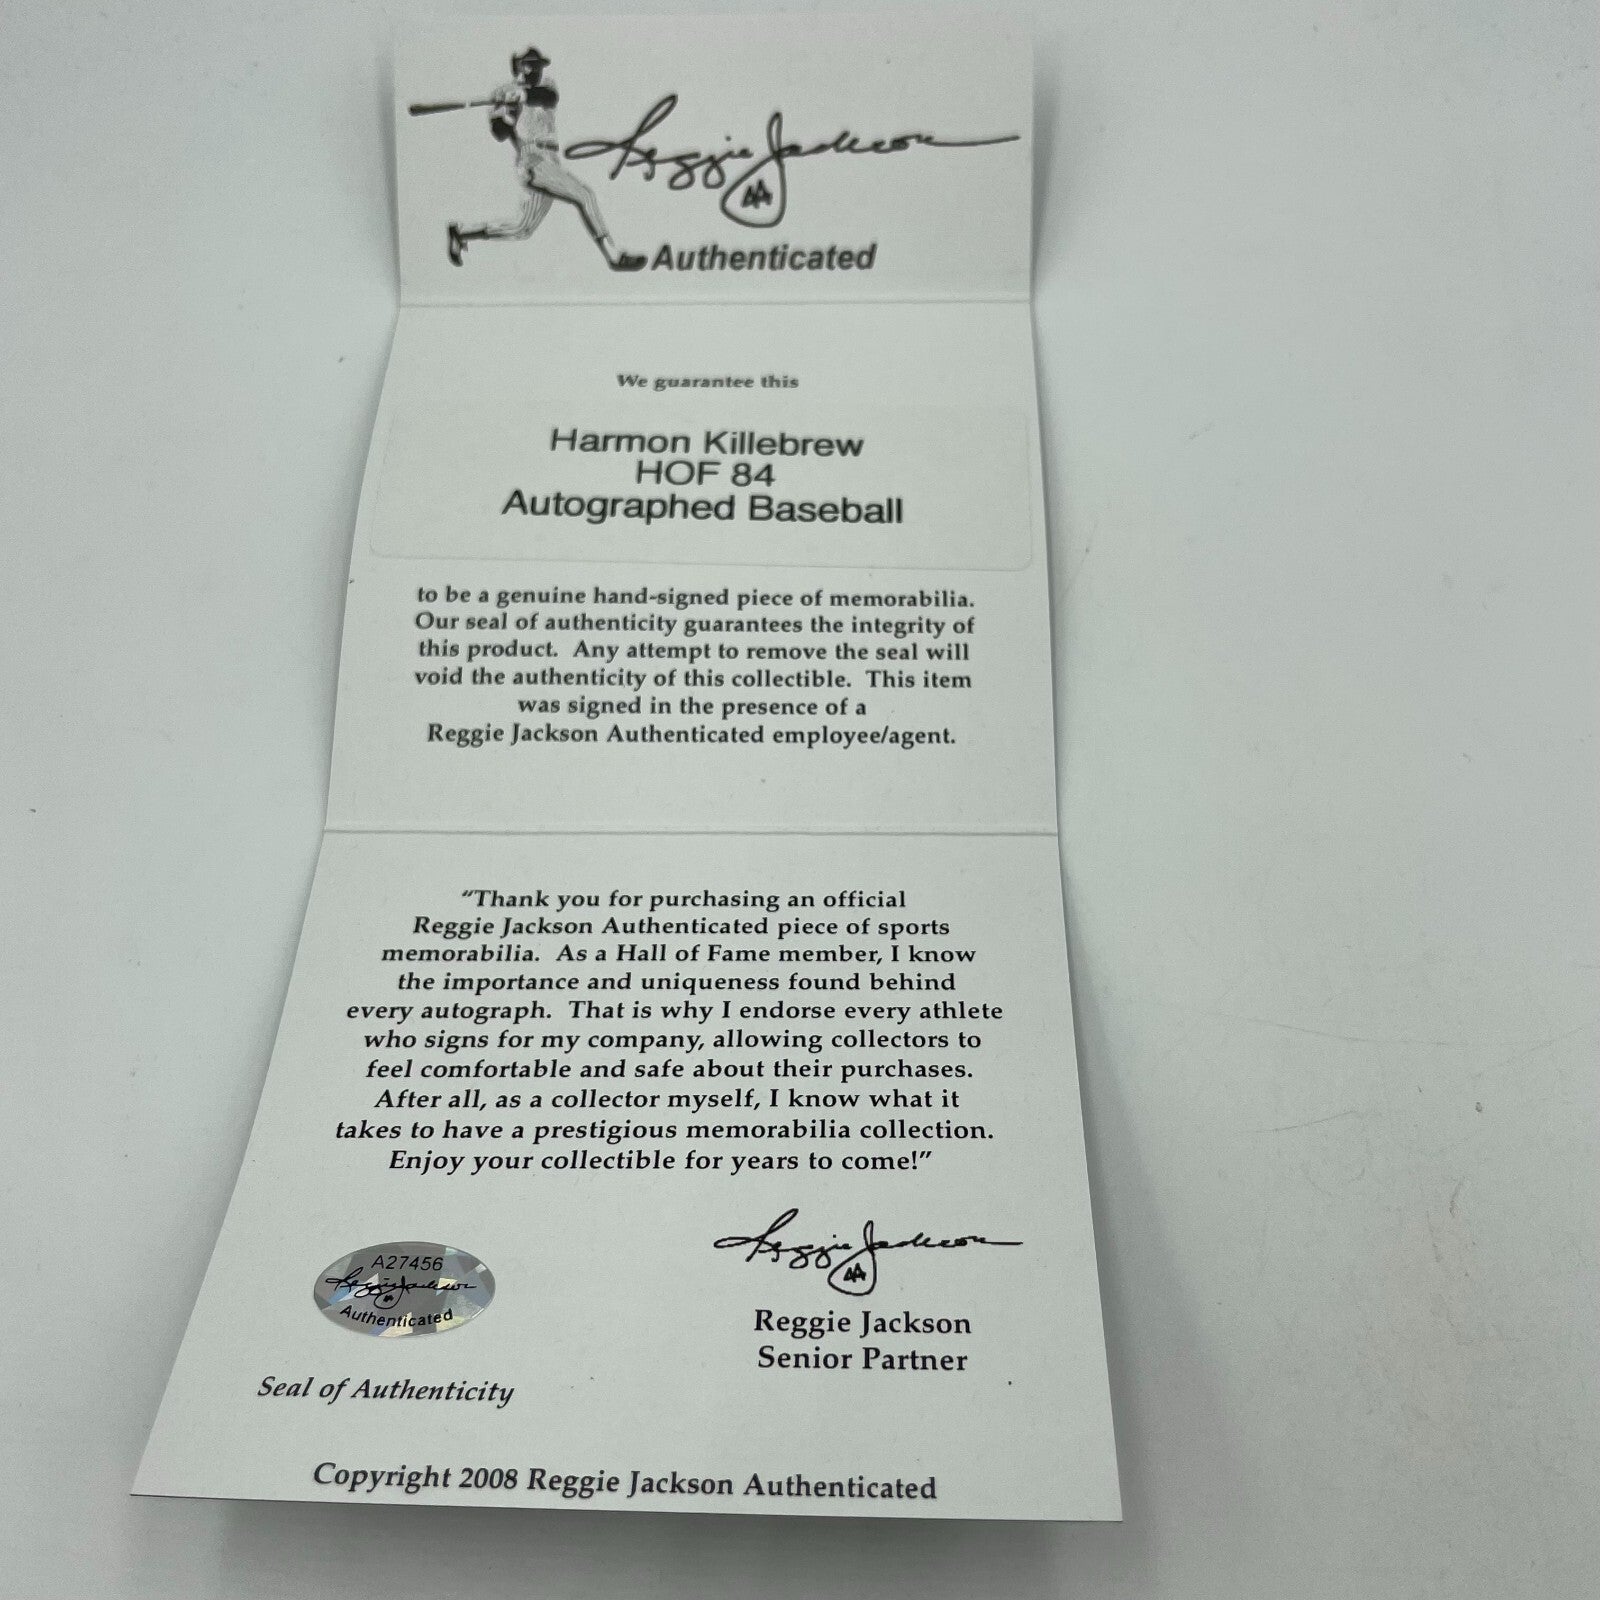 Reggie Jackson
Authenticated
We guarantee this
Harmon Killebrew
HOF 84
Autographed Baseball
to be a genuine hand-signed piece of memorabilia.
Our seal of authenticity guarantees the integrity of
this product. Any attempt to remove the seal will
void the authenticity of this collectible. This item
was signed in the presence of a
Reggie Jackson Authenticated employee/agent.
"Thank you for purchasing an official
Reggie Jackson Authenticated piece of sports
memorabilia. As a Hall of Fame member, I know
the importance and uniqueness found behind
every autograph. That is why I endorse every athlete
who signs for my company, allowing collectors to
feel comfortable and safe about their purchases.
After all, as a collector myself, I know what it
takes to have a prestigious memorabilia collection.
Enjoy your collectible for years to come!"
Reggie Jackson
44
Reggie Jackson
Senior Partner
A27456
Reggie Jackson
Authenticated
Seal of Authenticity
Copyright 2008 Reggie Jackson Authenticated